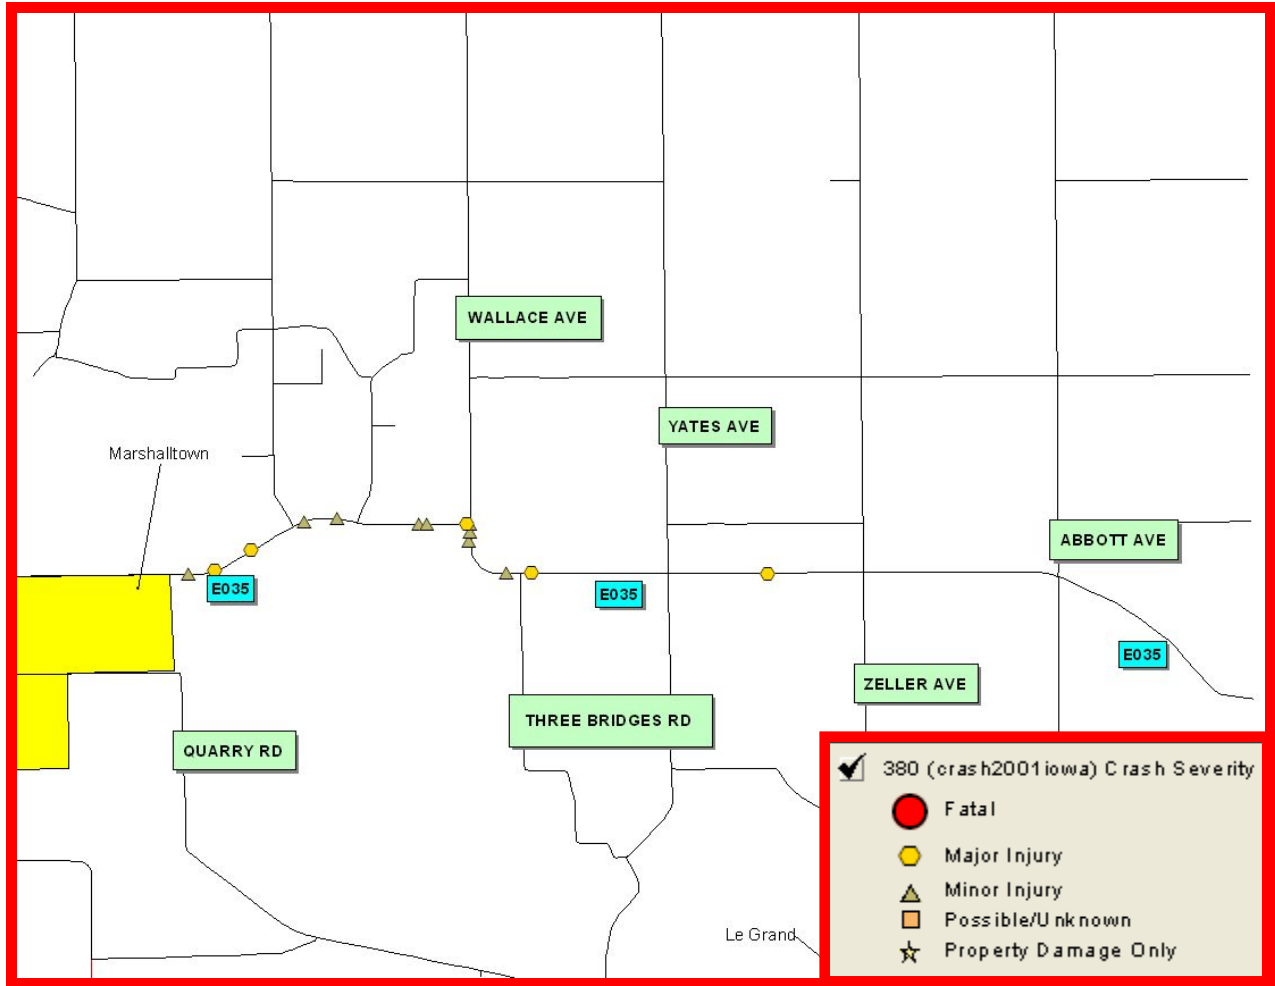 WALLACE AVE
YATES AVE
Marshalltown
ABBOTT AVE
E035
E035
E035
ZELLER AVE
THREE BRIDGES RD
QUARRY RD
380 (crash2001iowa) Crash Severity
Fatal
Major Injury
Minor Injury
Possible/Unknown
Property Damage Only
Le Grand